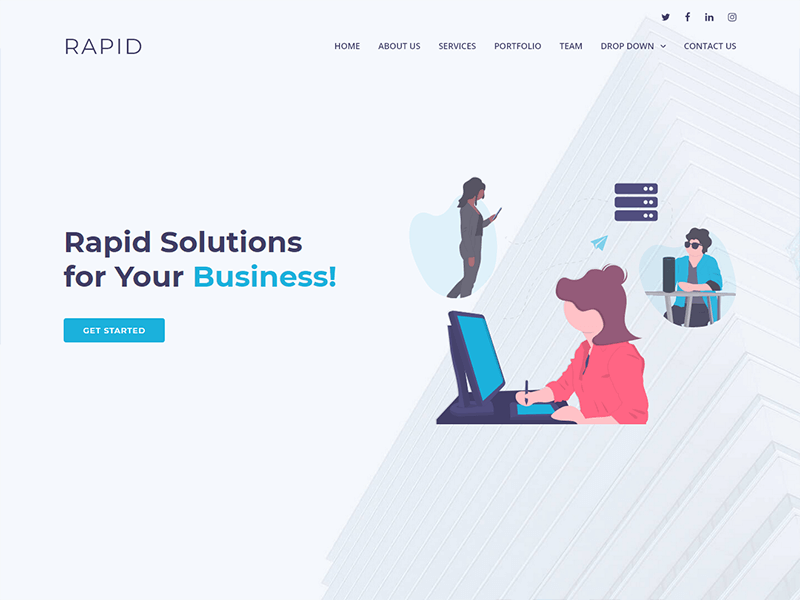 RAPID
HOME ABOUT US SERVICES PORTFOLIO TEAM DROP DOWN CONTACT US
Rapid Solutions
for Your Business!
GET STARTED